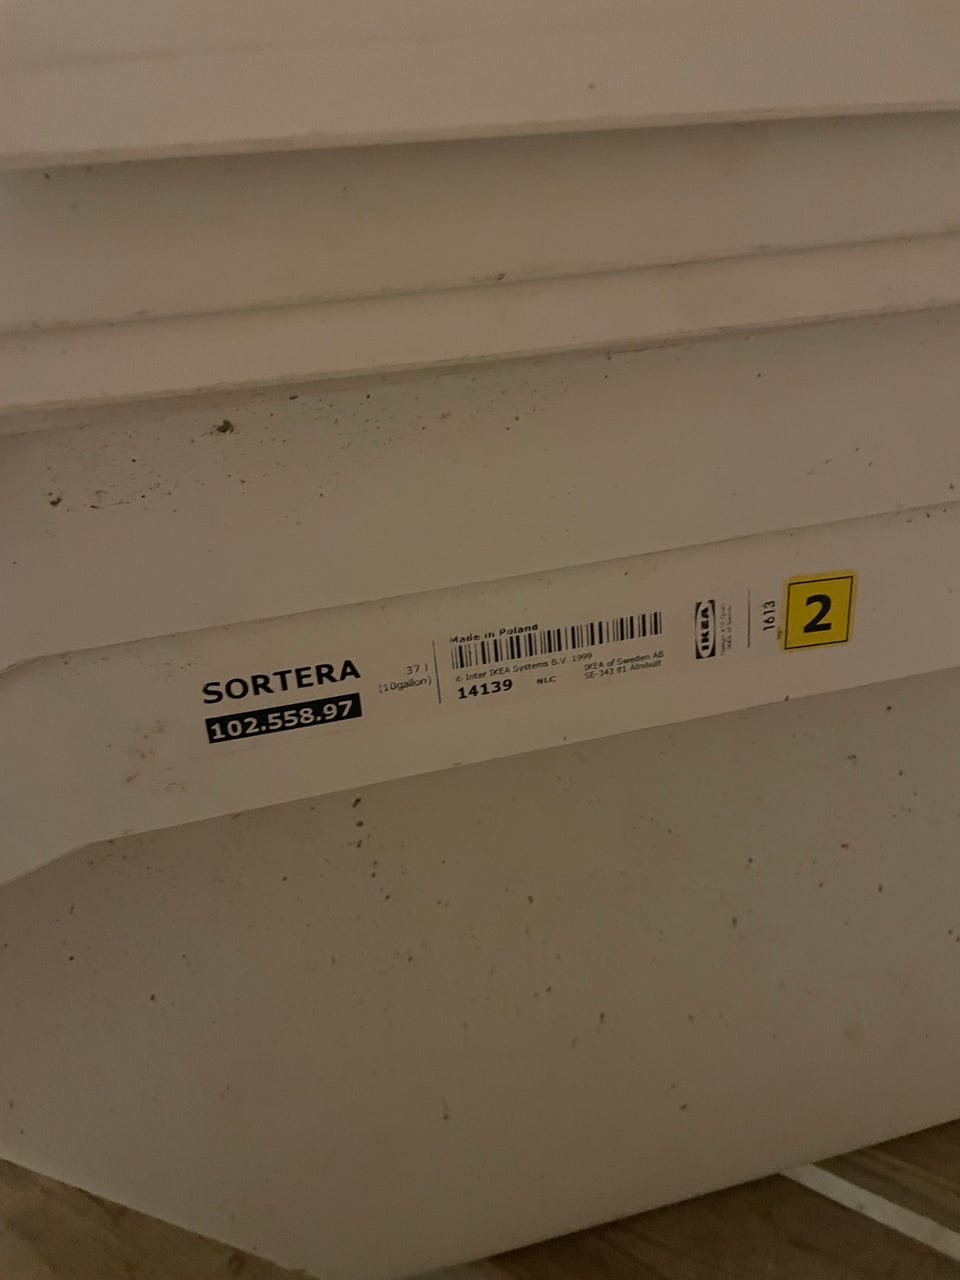 SORTERA
102.558.97
37 l
(10gallon)
Made in Poland
© Inter IKEA Systems B.V. 1999
14139
NLC
IKEA of Sweden AB
SE-343 81 Älmhult
IKEA
1613
2